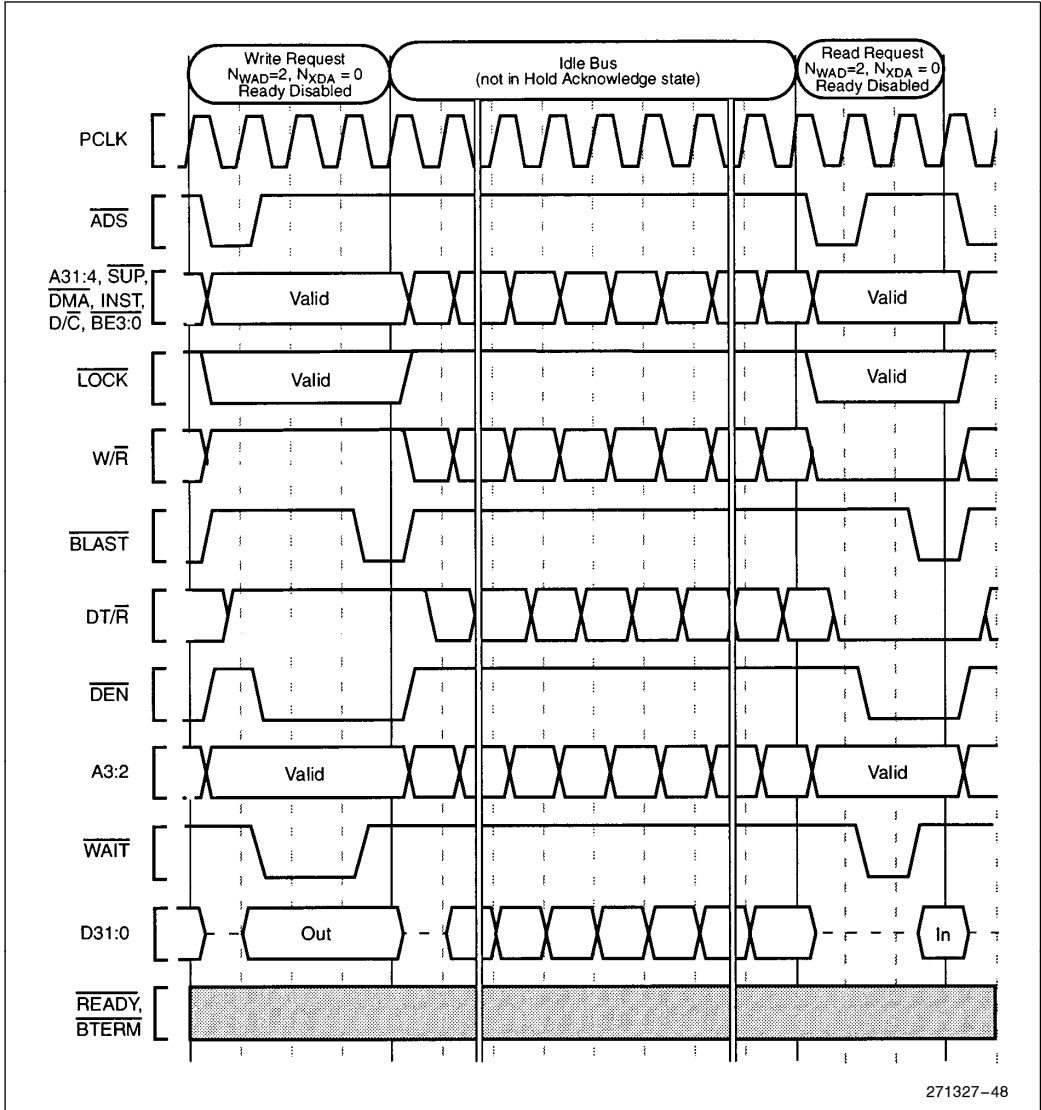 Write Request
NWAD=2, NXDA = 0
Ready Disabled
Idle Bus
(not in Hold Acknowledge state)
Read Request
NWAD=2, NXDA = 0
Ready Disabled
PCLK
ADS
A31:4, SUP,
DMA, INST,
D/C, BE3:0
Valid
Valid
LOCK
Valid
Valid
W/R
BLAST
DT/R
DEN
A3:2
Valid
Valid
WAIT
D31:0
Out
In
READY,
BTERM
271327-48